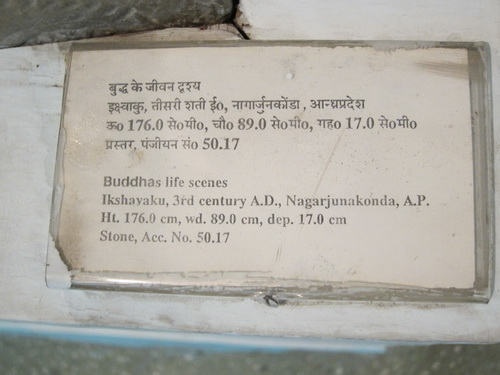 बुद्ध के जीवन दृश्य
इक्ष्वाकु, तीसरी शती ई०, नागार्जुनकोंडा, आन्ध्रप्रदेश
ऊ० 176.0 से०मी०, चौ० 89.0 से०मी०, गह० 17.0 से०मी०
प्रस्तर, पंजीयन सं० 50.17
Buddhas life scenes
Ikshavaku, 3rd century A.D., Nagarjunakonda, A.P.
Ht. 176.0 cm, wd. 89.0 cm, dep. 17.0 cm
Stone, Acc. No. 50.17